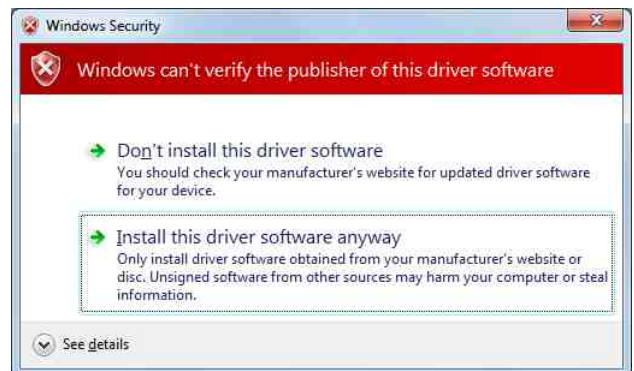 Windows Security
Windows can't verify the publisher of this driver software
Don't install this driver software
You should check your manufacturer's website for updated driver software
for your device.
Install this driver software anyway
Only install driver software obtained from your manufacturer's website or
disc. Unsigned software from other sources may harm your computer or steal
information.
See details